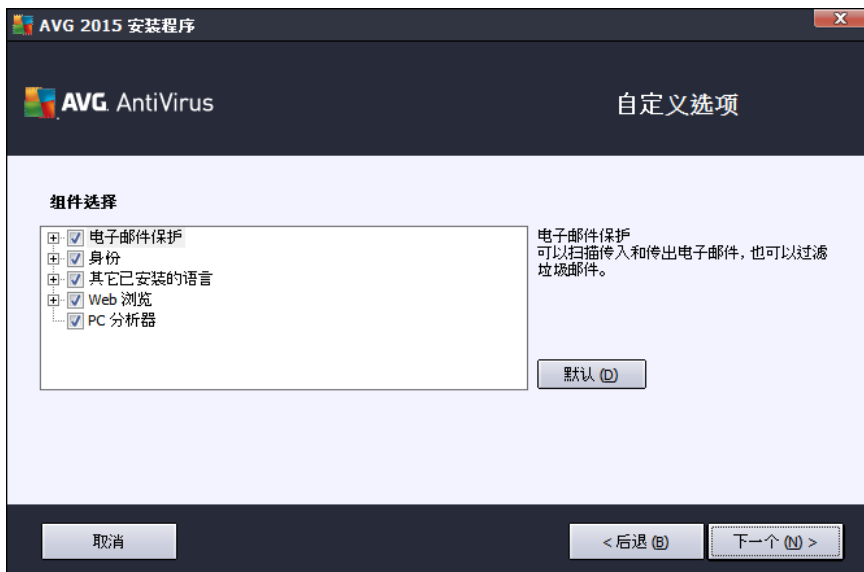 AVG 2015 安装程序
AVG. AntiVirus
自定义选项
组件选择
电子邮件保护
身份
其它已安装的语言
Web 浏览
PC 分析器
电子邮件保护
可以扫描传入和传出电子邮件，也可以过滤
垃圾邮件。
默认 (D)
取消
< 后退 (B)
下一个 (N) >